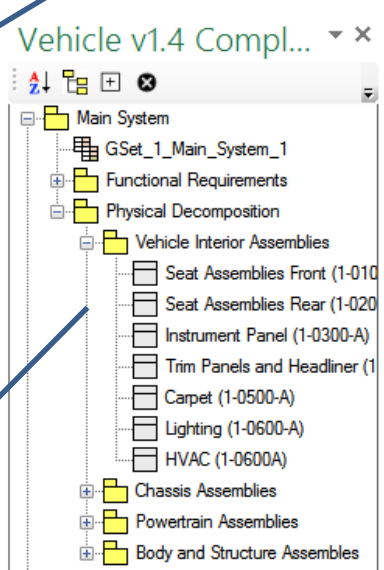 Vehicle v1.4 Compl...
Main System
GSet_1_Main_System_1
Functional Requirements
Physical Decomposition
Vehicle Interior Assemblies
Seat Assemblies Front (1-010
Seat Assemblies Rear (1-020
Instrument Panel (1-0300-A)
Trim Panels and Headliner (1
Carpet (1-0500-A)
Lighting (1-0600-A)
HVAC (1-0600A)
Chassis Assemblies
Powertrain Assemblies
Body and Structure Assembles